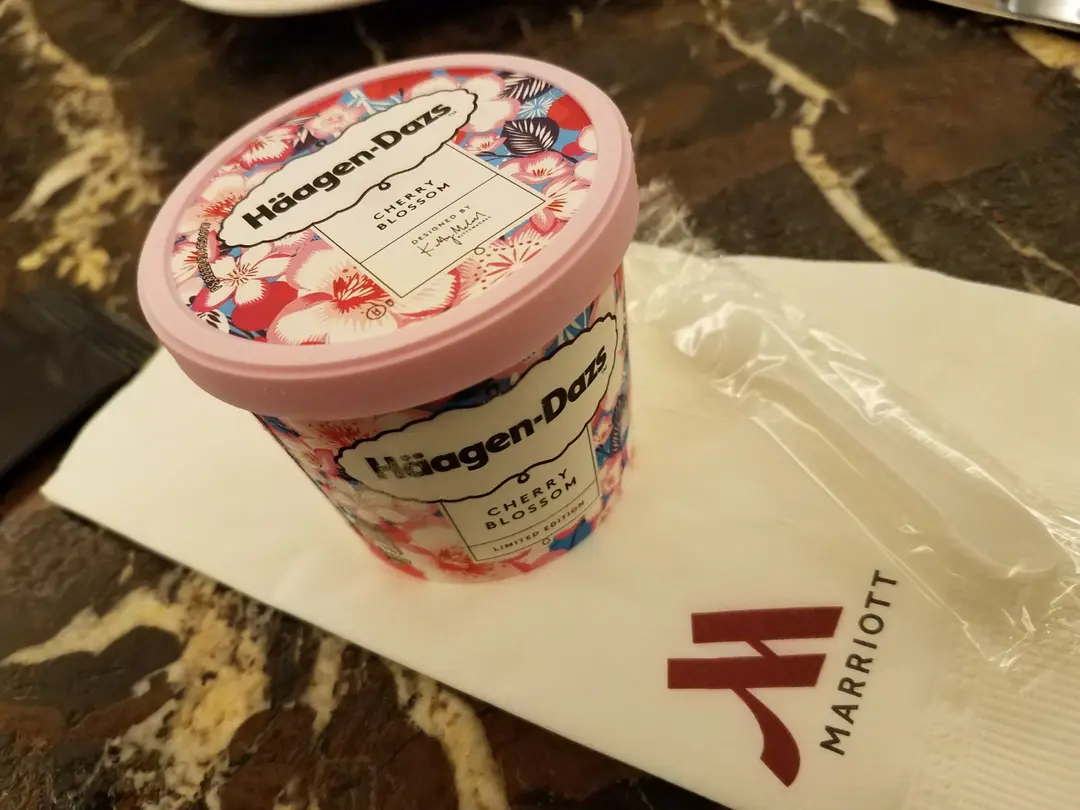 Häagen-Dazs
CHERRY
BLOSSOM
DESIGNED BY
Häagen-Dazs
CHERRY
BLOSSOM
LIMITED EDITION
MARRIOTT